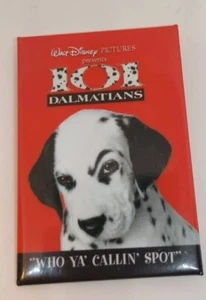 WALT DISNEY PICTURES
PRESENTS
101
DALMATIANS
"WHO YA' CALLIN' SPOT"